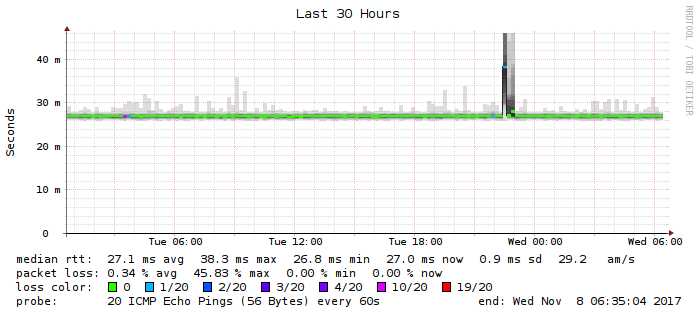 Last 30 Hours
RRDTOOL / TOBI OETIKER
Seconds
40 m
30 m
20 m
10 m
0
Tue 06:00 Tue 12:00 Tue 18:00 Wed 00:00 Wed 06:00
median rtt: 27.1 ms avg 38.3 ms max 26.8 ms min 27.0 ms now 0.9 ms sd 29.2 am/s
packet loss: 0.34 % avg 45.83 % max 0.00 % min 0.00 % now
loss color: 0 1/20 2/20 3/20 4/20 10/20 19/20
probe: 20 ICMP Echo Pings (56 Bytes) every 60s end: Wed Nov 8 06:35:04 2017